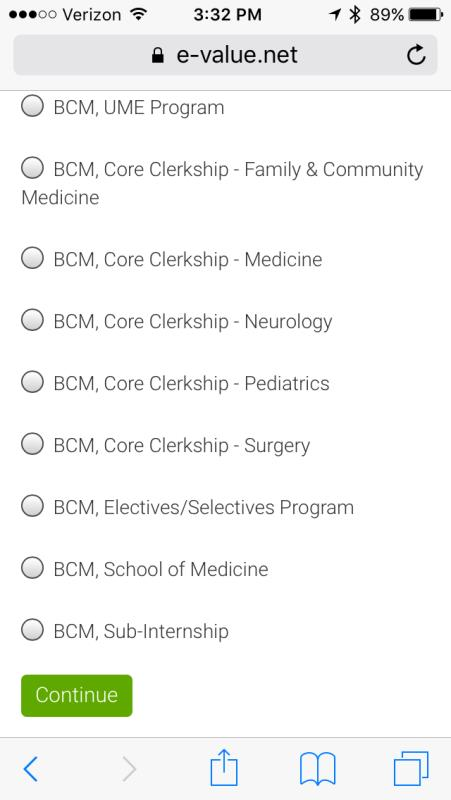 Verizon 3:32 PM 89%
e-value.net
BCM, UME Program
BCM, Core Clerkship - Family & Community
Medicine
BCM, Core Clerkship - Medicine
BCM, Core Clerkship - Neurology
BCM, Core Clerkship - Pediatrics
BCM, Core Clerkship - Surgery
BCM, Electives/Selectives Program
BCM, School of Medicine
BCM, Sub-Internship
Continue